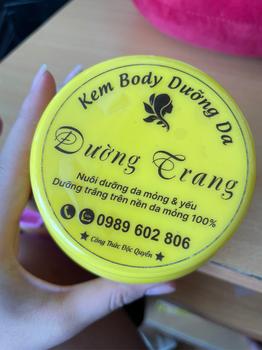 Kem Body Dưỡng Da
Đường Trang
Nuôi dưỡng da mỏng & yếu
Dưỡng trắng trên nền da mỏng 100%
0989 602 806
Công Thức Độc Quyền